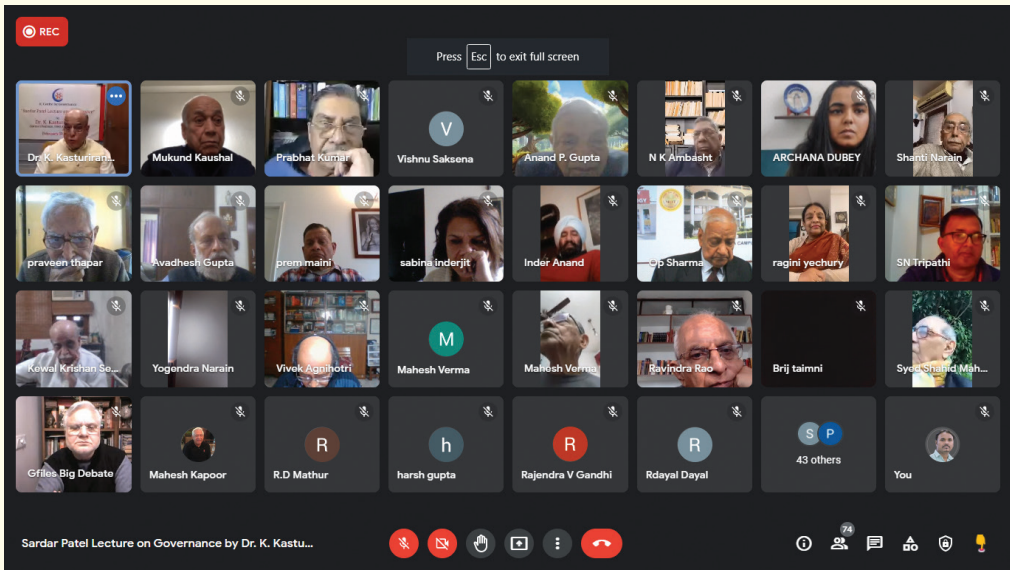 REC
Press Esc to exit full screen
Sardar Patel Lecture
Dr. K. Kasturiran...
Mukund Kaushal
Prabhat Kumar
V
Vishnu Saksena
Anand P. Gupta
N K Ambasht
ARCHANA DUBEY
Shanti Narain
praveen thapar
Avadhesh Gupta
prem maini
sabina inderjit
Inder Anand
Op Sharma
ragini yechury
SN Tripathi
Kewal Krishan Se...
Yogendra Narain
Vivek Agnihotri
M
Mahesh Verma
Mahesh Verma
Ravindra Rao
Brij taimni
Syed Shahid Mah...
Gfiles Big Debate
Mahesh Kapoor
R
R.D Mathur
h
harsh gupta
R
Rajendra V Gandhi
R
Rdayal Dayal
S P
43 others
You
Sardar Patel Lecture on Governance by Dr. K. Kastu...
74